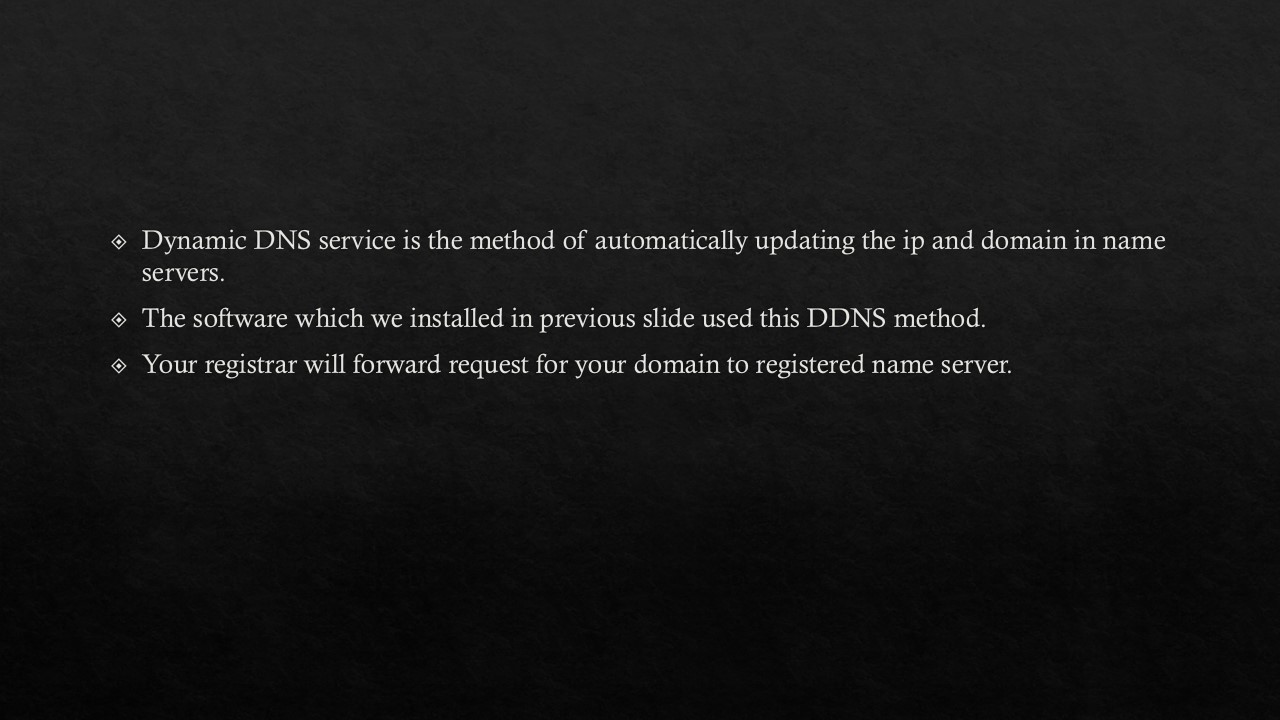 Dynamic DNS service is the method of automatically updating the ip and domain in name
servers.
The software which we installed in previous slide used this DDNS method.
Your registrar will forward request for your domain to registered name server.